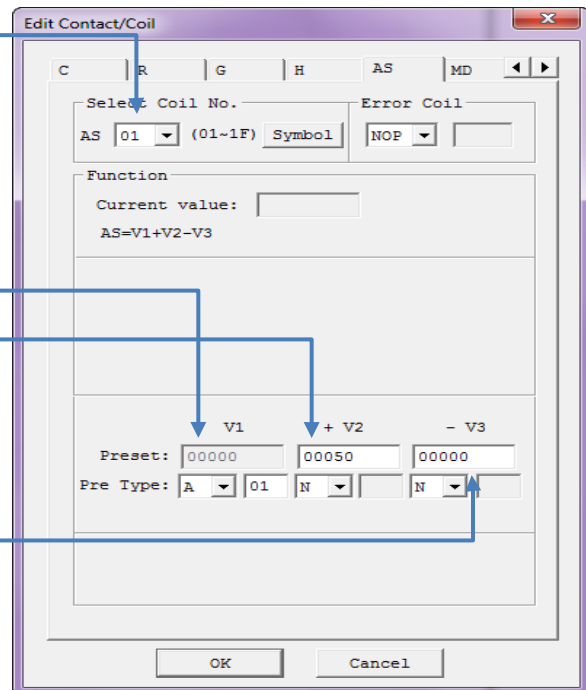 Edit Contact/Coil
C R G H AS MD
Select Coil No. Error Coil
AS 01 (01~1F) Symbol NOP
Function
Current value:
AS=V1+V2-V3
V1 + V2 - V3
Preset: 00000 00050 00000
Pre Type: A 01 N N
OK Cancel